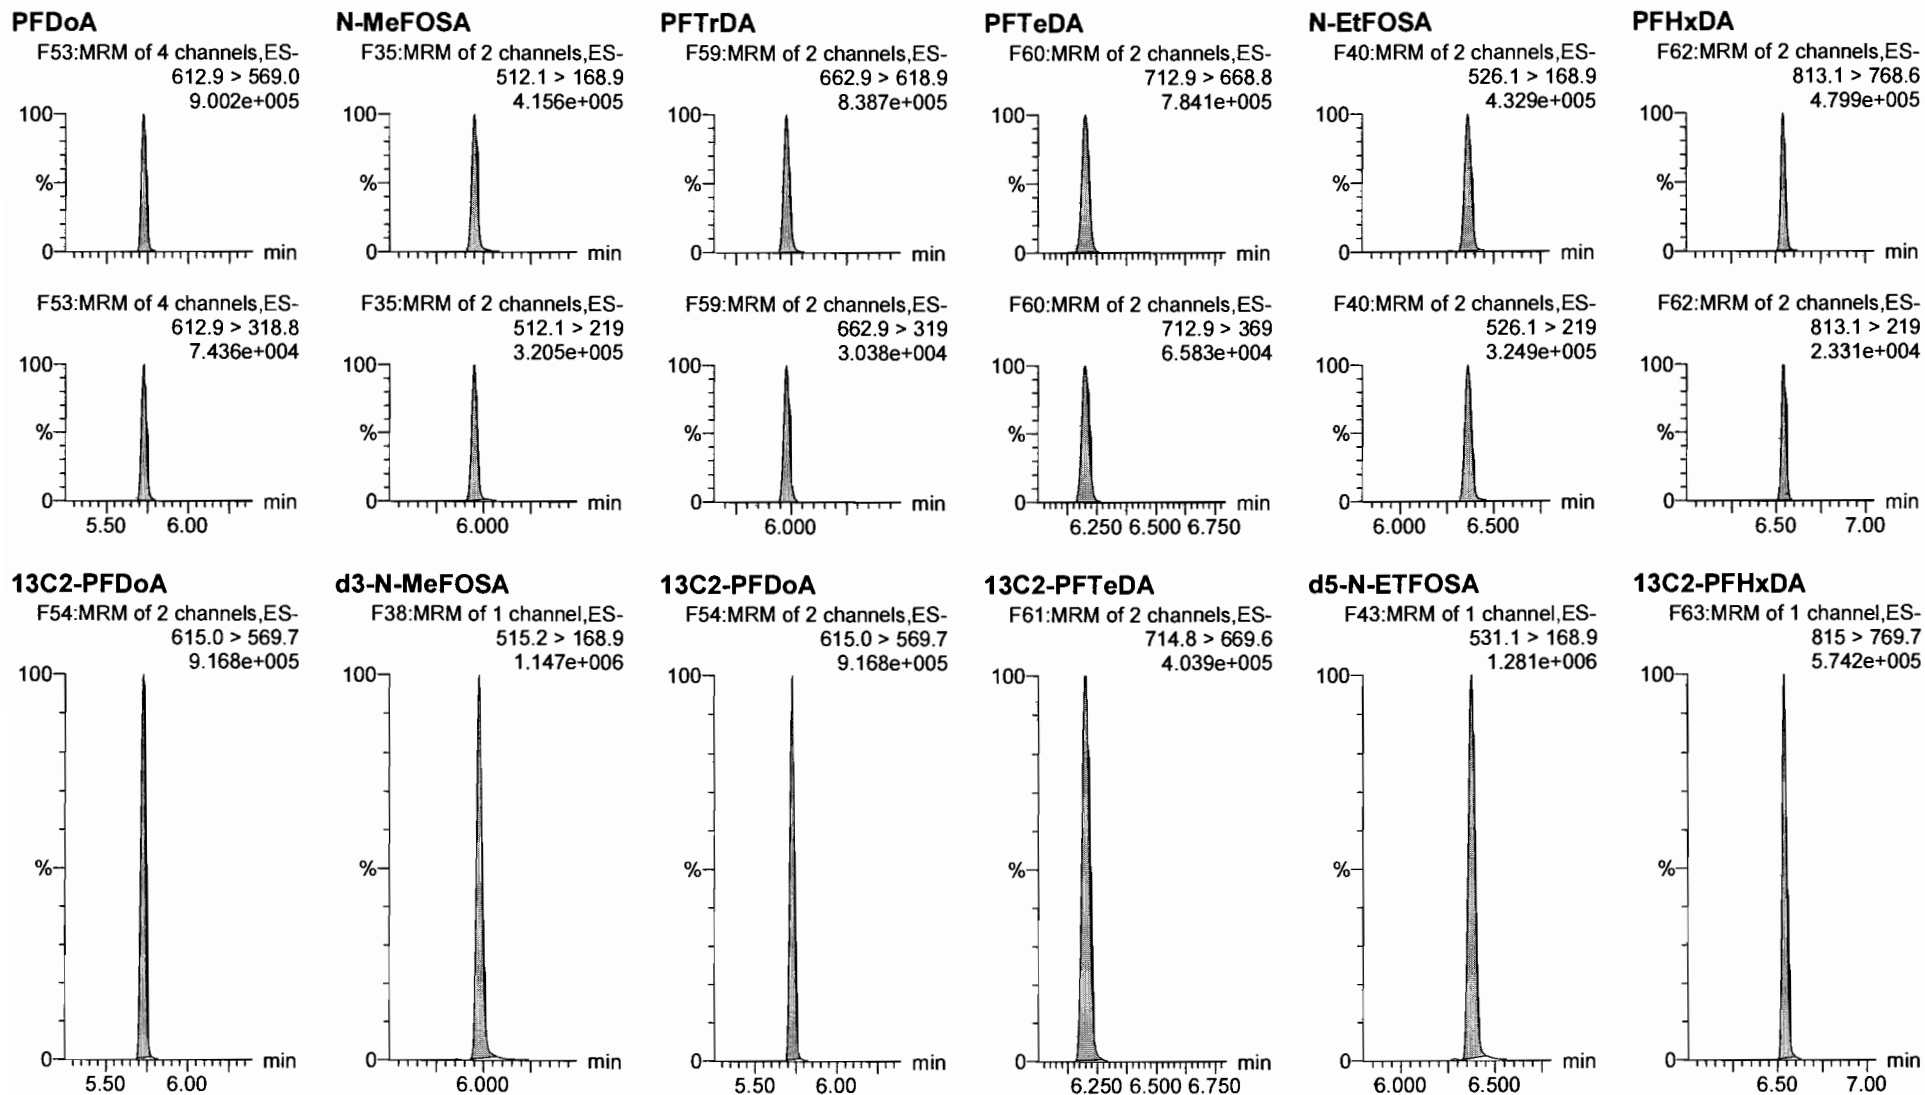 PFDoA
F53:MRM of 4 channels,ES-
612.9 > 569.0
9.002e+005
100
%
0
min
N-MeFOSA
F35:MRM of 2 channels,ES-
512.1 > 168.9
4.156e+005
100
%
0
min
PFTrDA
F59:MRM of 2 channels,ES-
662.9 > 618.9
8.387e+005
100
%
0
min
PFTeDA
F60:MRM of 2 channels,ES-
712.9 > 668.8
7.841e+005
100
%
0
min
N-EtFOSA
F40:MRM of 2 channels,ES-
526.1 > 168.9
4.329e+005
100
%
0
min
PFHxDA
F62:MRM of 2 channels,ES-
813.1 > 768.6
4.799e+005
100
%
0
min
F53:MRM of 4 channels,ES-
612.9 > 318.8
7.436e+004
100
%
0
min
5.50 6.00
F35:MRM of 2 channels,ES-
512.1 > 219
3.205e+005
100
%
0
min
6.000
F59:MRM of 2 channels,ES-
662.9 > 319
3.038e+004
100
%
0
min
6.000
F60:MRM of 2 channels,ES-
712.9 > 369
6.583e+004
100
%
0
min
6.250 6.500 6.750
F40:MRM of 2 channels,ES-
526.1 > 219
3.249e+005
100
%
0
min
6.000 6.500
F62:MRM of 2 channels,ES-
813.1 > 219
2.331e+004
100
%
0
min
6.50 7.00
13C2-PFDoA
F54:MRM of 2 channels,ES-
615.0 > 569.7
9.168e+005
100
%
0
min
5.50 6.00
d3-N-MeFOSA
F38:MRM of 1 channel,ES-
515.2 > 168.9
1.147e+006
100
%
0
min
6.000
13C2-PFDoA
F54:MRM of 2 channels,ES-
615.0 > 569.7
9.168e+005
100
%
0
min
5.50 6.00
13C2-PFTeDA
F61:MRM of 2 channels,ES-
714.8 > 669.6
4.039e+005
100
%
0
min
6.250 6.500 6.750
d5-N-ETFOSA
F43:MRM of 1 channel,ES-
531.1 > 168.9
1.281e+006
100
%
0
min
6.000 6.500
13C2-PFHxDA
F63:MRM of 1 channel,ES-
815 > 769.7
5.742e+005
100
%
0
min
6.50 7.00